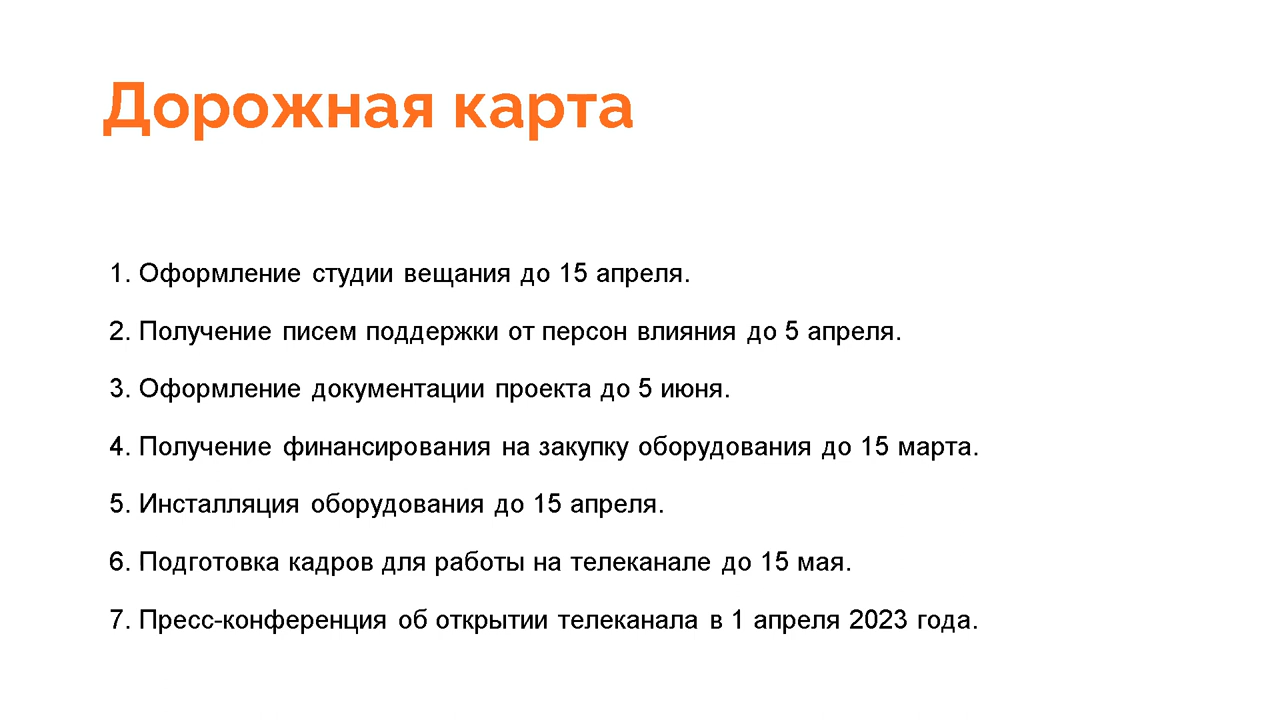 Дорожная карта
1. Оформление студии вещания до 15 апреля.
2. Получение писем поддержки от персон влияния до 5 апреля.
3. Оформление документации проекта до 5 июня.
4. Получение финансирования на закупку оборудования до 15 марта.
5. Инсталляция оборудования до 15 апреля.
6. Подготовка кадров для работы на телеканале до 15 мая.
7. Пресс-конференция об открытии телеканала в 1 апреля 2023 года.